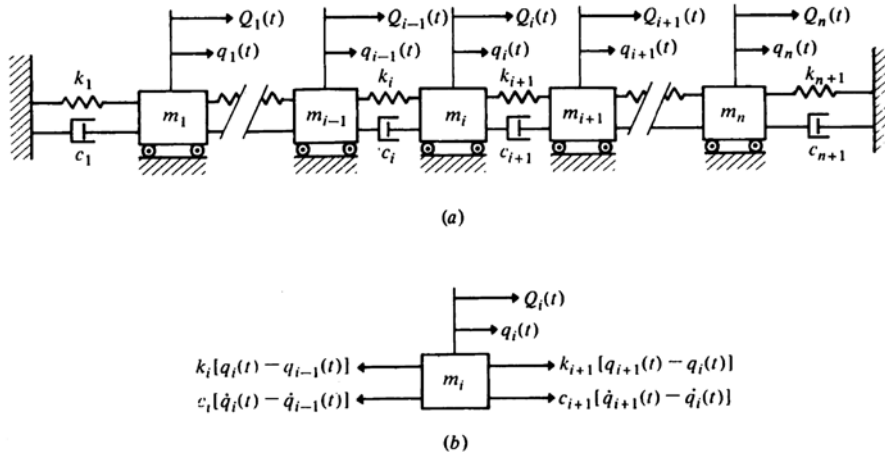 Q₁(t) Qᵢ₋₁(t) Qᵢ(t) Qᵢ₊₁(t) Qₙ(t)
q₁(t) qᵢ₋₁(t) qᵢ(t) qᵢ₊₁(t) qₙ(t)
k₁ kᵢ kᵢ₊₁ kₙ₊₁
m₁ mᵢ₋₁ mᵢ mᵢ₊₁ mₙ
c₁ cᵢ cᵢ₊₁ cₙ₊₁
(a)
Qᵢ(t)
qᵢ(t)
kᵢ[qᵢ(t) − qᵢ₋₁(t)] kᵢ₊₁[qᵢ₊₁(t) − qᵢ(t)]
mᵢ
cᵢ[q̇ᵢ(t) − q̇ᵢ₋₁(t)] cᵢ₊₁[q̇ᵢ₊₁(t) − q̇ᵢ(t)]
(b)